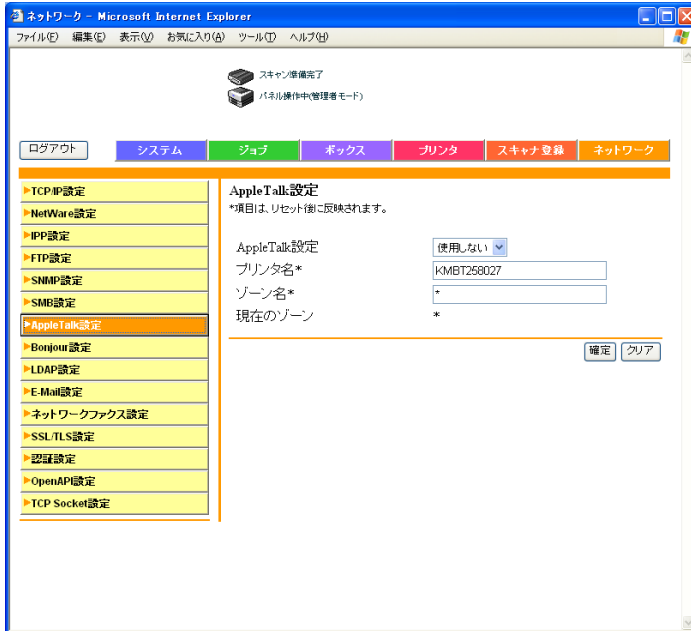 ネットワーク - Microsoft Internet Explorer
ファイル(F) 編集(E) 表示(V) お気に入り(A) ツール(T) ヘルプ(H)
スキャン準備完了
パネル操作中(管理者モード)
ログアウト システム ジョブ ボックス プリンタ スキャナ登録 ネットワーク
TCP/IP設定
NetWare設定
IPP設定
FTP設定
SNMP設定
SMB設定
AppleTalk設定
Bonjour設定
LDAP設定
E-Mail設定
ネットワークファクス設定
SSL/TLS設定
認証設定
OpenAPI設定
TCP Socket設定
AppleTalk設定
*項目は、リセット後に反映されます。
AppleTalk設定 使用しない
プリンタ名* KMBT258027
ゾーン名* *
現在のゾーン *
確定 クリア